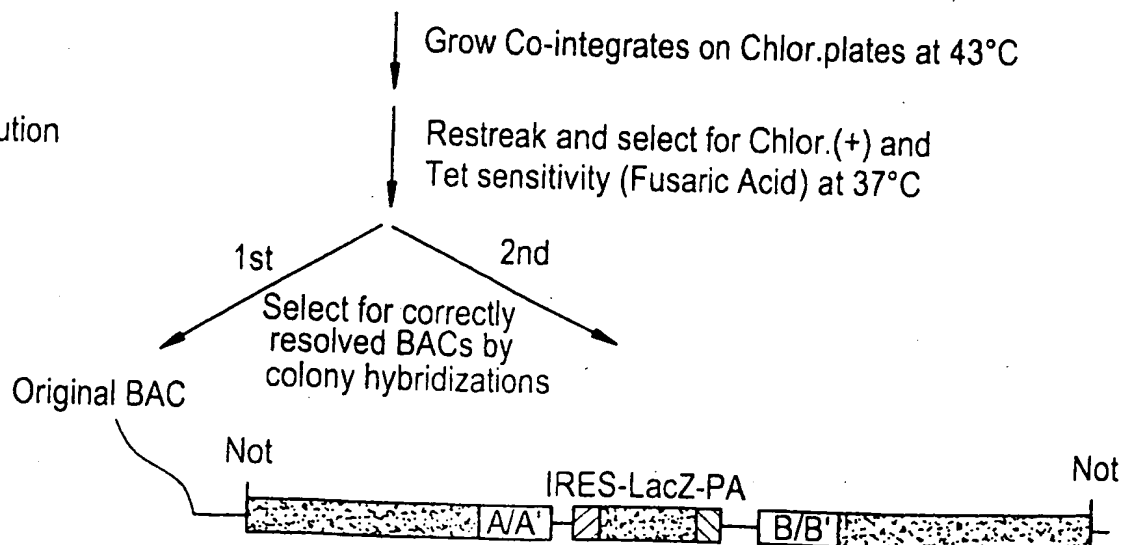 Grow Co-integrates on Chlor.plates at 43°C
ution
Restreak and select for Chlor.(+) and
Tet sensitivity (Fusaric Acid) at 37°C
1st
2nd
Select for correctly
resolved BACs by
colony hybridizations
Original BAC
Not
IRES-LacZ-PA
Not
A/A'
B/B'